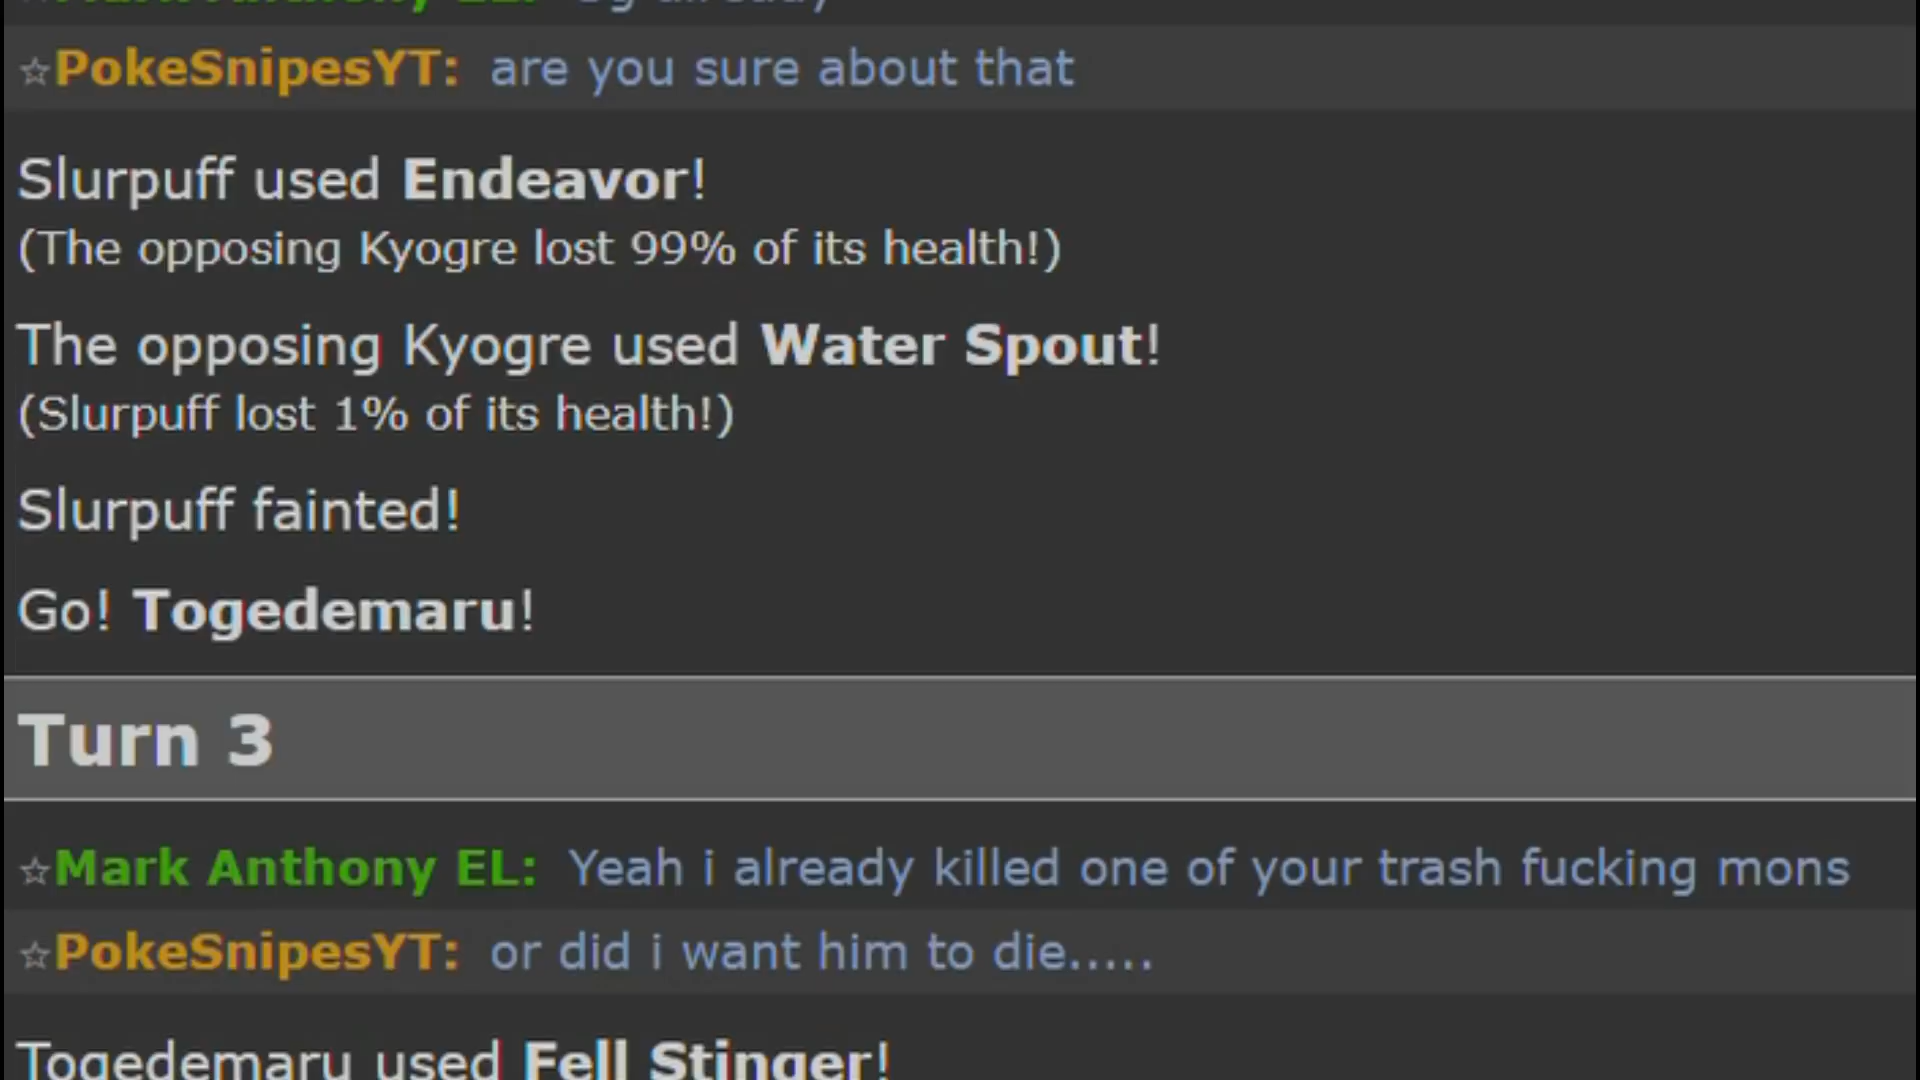 ☆PokeSnipesYT: are you sure about that
Slurpuff used Endeavor!
(The opposing Kyogre lost 99% of its health!)
The opposing Kyogre used Water Spout!
(Slurpuff lost 1% of its health!)
Slurpuff fainted!
Go! Togedemaru!
Turn 3
☆Mark Anthony EL: Yeah i already killed one of your trash fucking mons
☆PokeSnipesYT: or did i want him to die.....
Togedemaru used Fell Stinger!